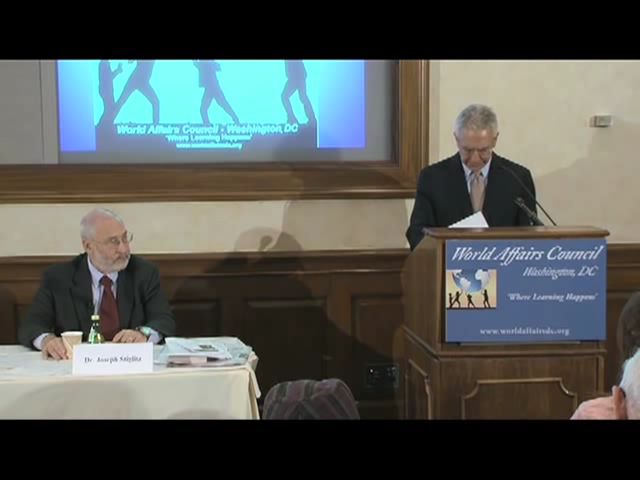 World Affairs Council - Washington, DC
"Where Learning Happens"
World Affairs Council
Washington, DC
"Where Learning Happens"
www.worldaffairsdc.org
Dr. Joseph Stiglitz